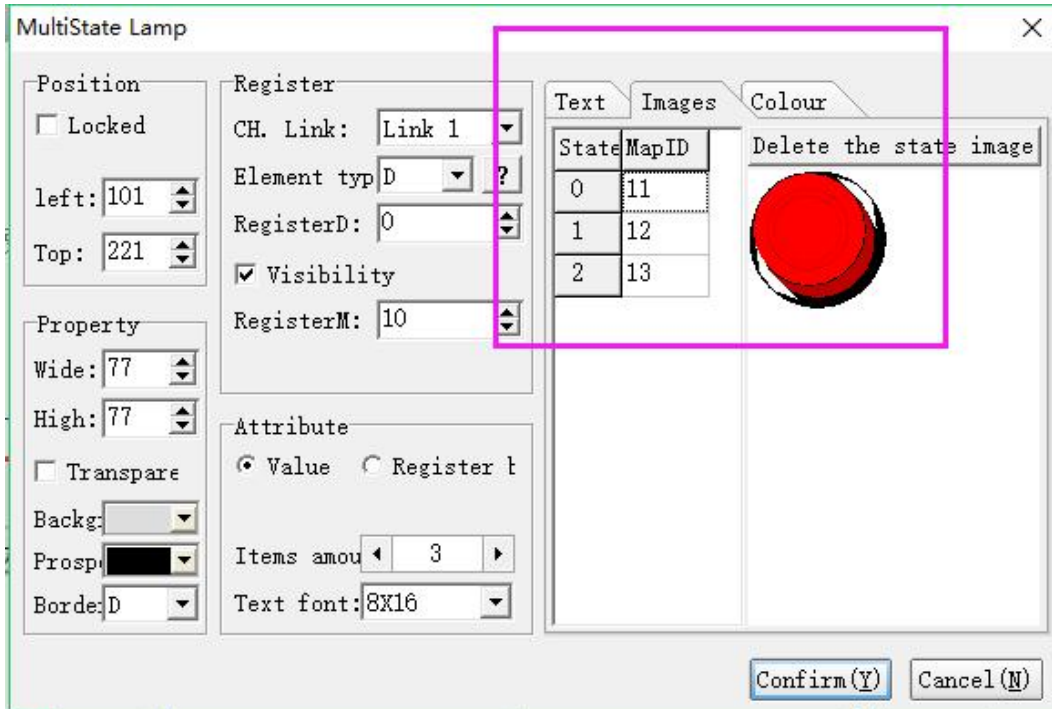 MultiState Lamp
Position
Locked
left: 101
Top: 221
Property
Wide: 77
High: 77
Transpare
Backg:
Prosp
Borde: D
Register
CH. Link: Link 1
Element typ D ?
RegisterD: 0
Visibility
RegisterM: 10
Attribute
Value Register t
Items amou 3
Text font: 8X16
Text Images Colour
State MapID Delete the state image
0 11
1 12
2 13
Confirm(Y) Cancel(N)